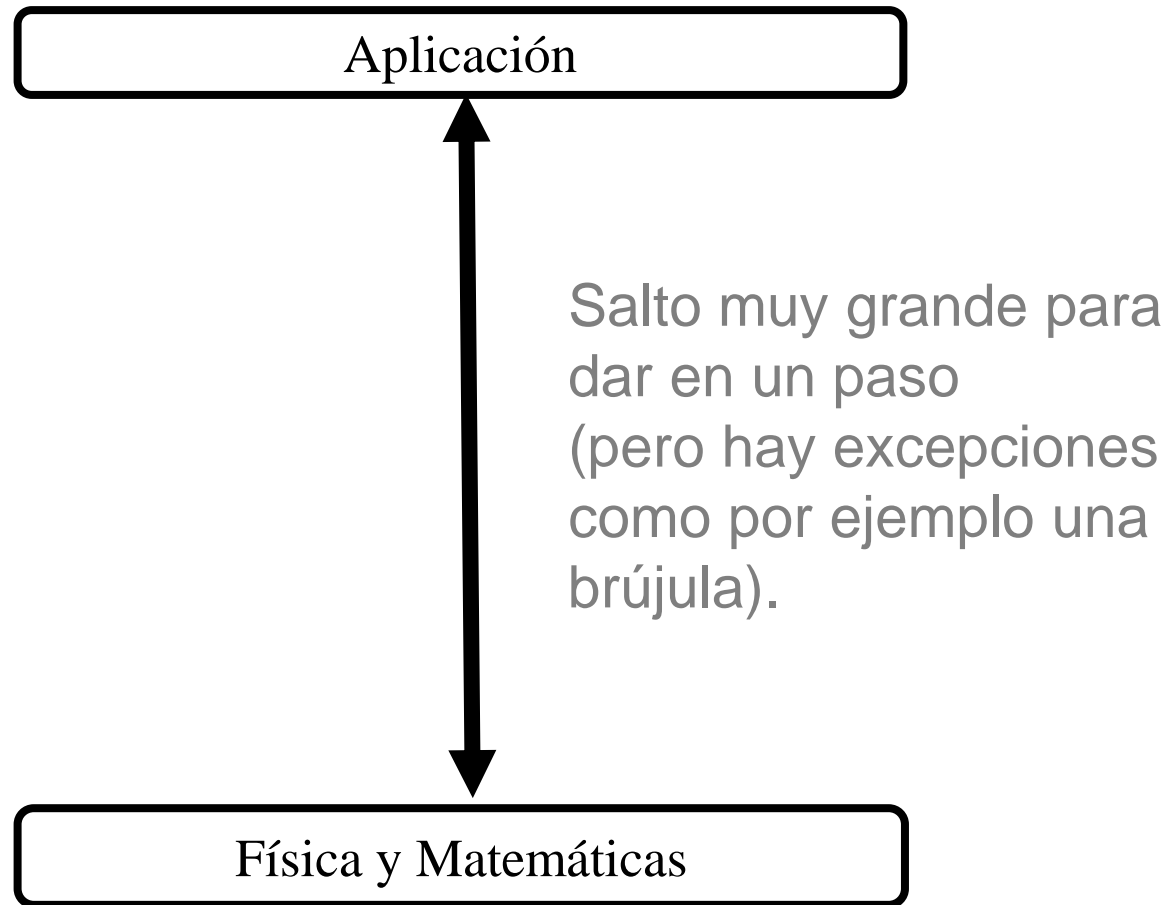 Aplicación
Salto muy grande para
dar en un paso
(pero hay excepciones
como por ejemplo una
brújula).
Física y Matemáticas